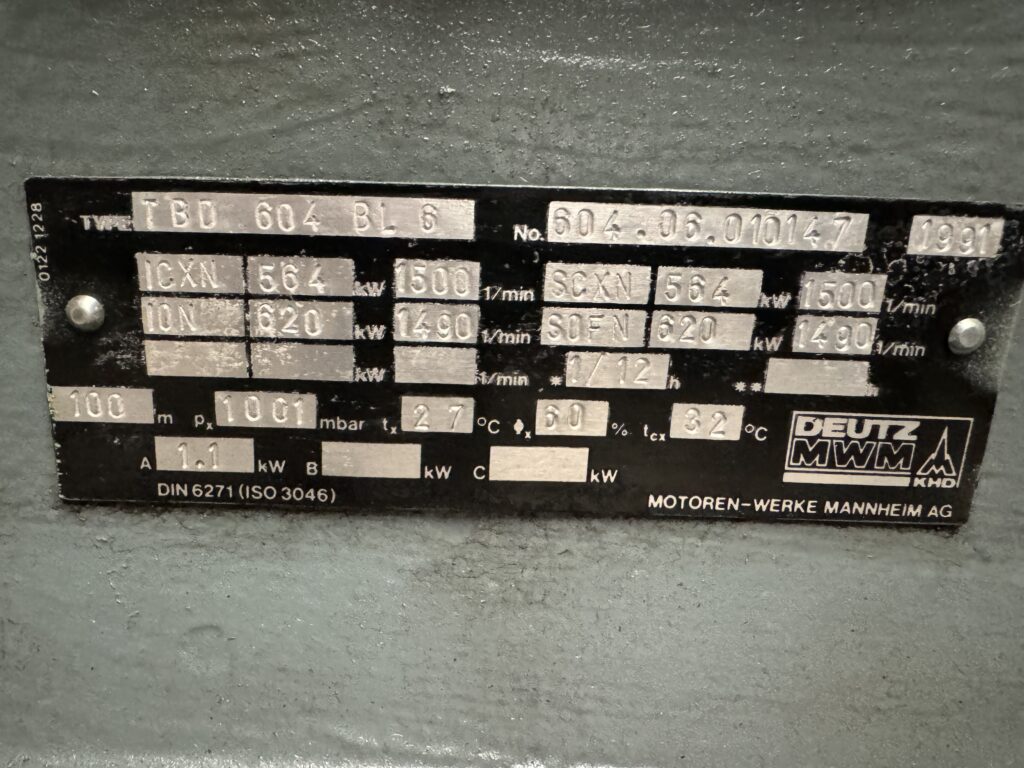 0122 1228
TYPE TBD 604 BL 6 No. 604.06.01014.7 1991
ICXN 564 kW 1500 1/min SCXN 564 kW 1500 1/min
ION 620 kW 1490 1/min SOFN 620 kW 1490 1/min
kW 1/min * 1/12 h ** h
100 m px 1001 mbar tx 27 °C Φx 60 % tcx 32 °C
A 1.1 kW B kW C kW
DIN 6271 (ISO 3046)
DEUTZ
MWM
KHD
MOTOREN-WERKE MANNHEIM AG